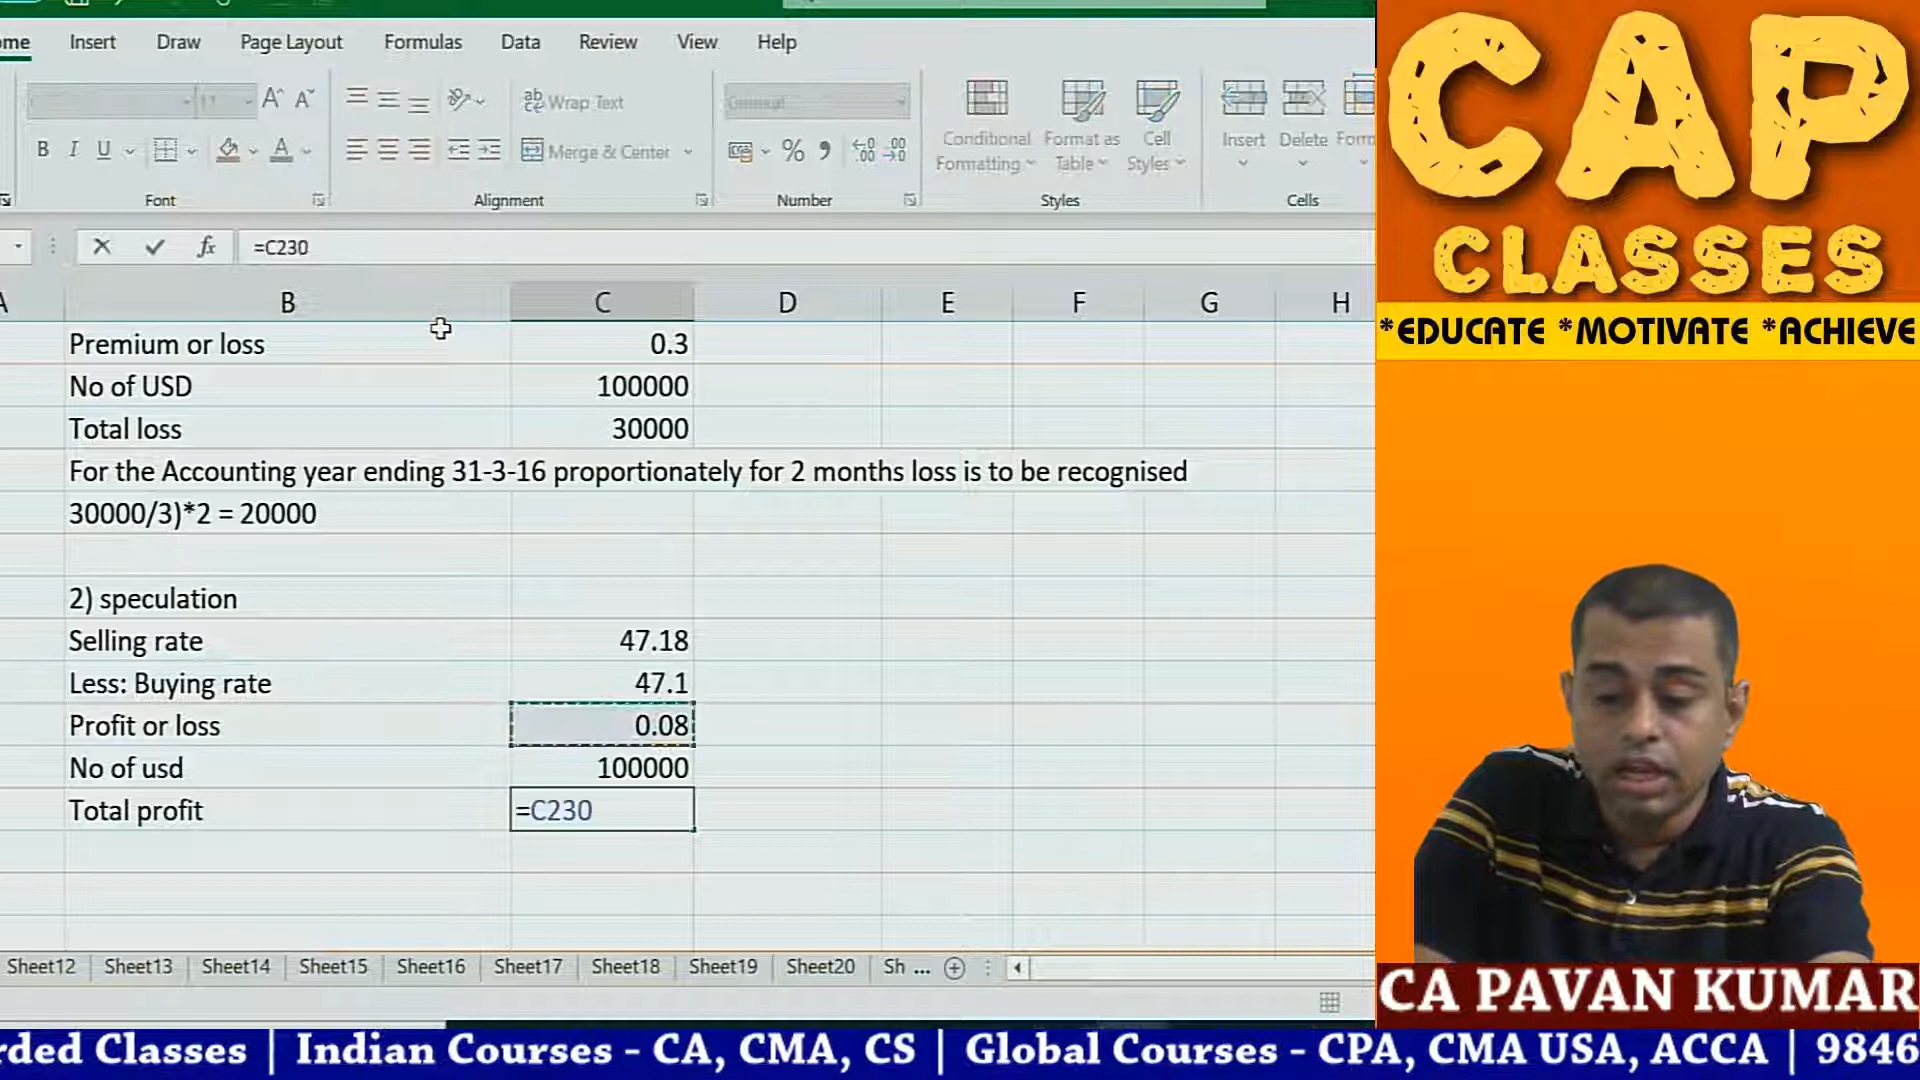 Insert Draw Page Layout Formulas Data Review View Help
Wrap Text
General
B I U
Merge & Center
Conditional Formatting
Format as Table
Cell Styles
Insert Delete
Font Alignment Number Styles Cells
fx =C230
B C D E F G H
Premium or loss 0.3
No of USD 100000
Total loss 30000
For the Accounting year ending 31-3-16 proportionately for 2 months loss is to be recognised
30000/3)*2 = 20000
2) speculation
Selling rate 47.18
Less: Buying rate 47.1
Profit or loss 0.08
No of usd 100000
Total profit =C230
Sheet12 Sheet13 Sheet14 Sheet15 Sheet16 Sheet17 Sheet18 Sheet19 Sheet20 Sh ...
CAP
CLASSES
*EDUCATE *MOTIVATE *ACHIEVE
CA PAVAN KUMAR
rded Classes | Indian Courses - CA, CMA, CS | Global Courses - CPA, CMA USA, ACCA | 9846